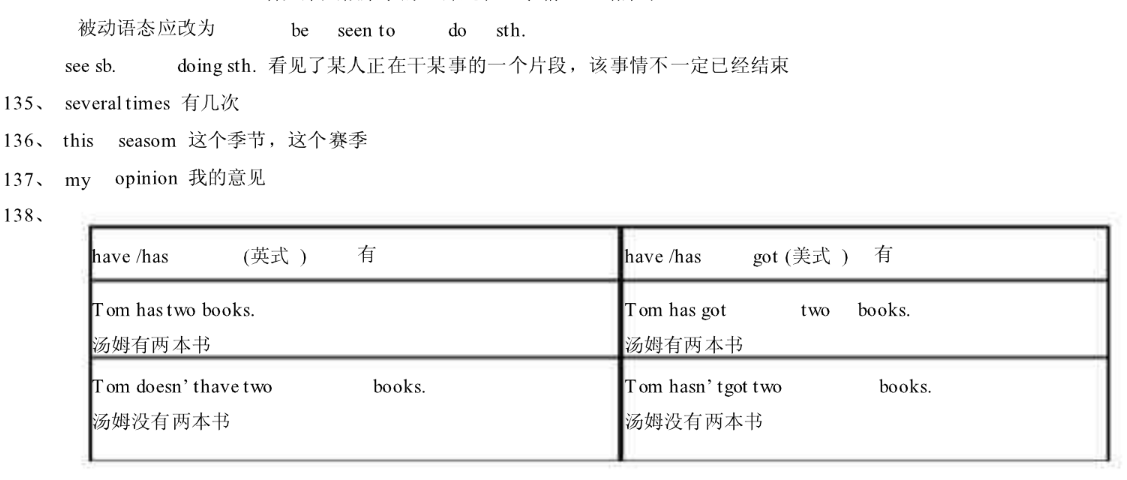 被动语态应改为 be seen to do sth.
see sb. doing sth. 看见了某人正在干某事的一个片段，该事情不一定已经结束
135、 several times 有几次
136、 this seasom 这个季节，这个赛季
137、 my opinion 我的意见
138、
have /has (英式 ) 有 have /has got (美式 ) 有
Tom has two books. Tom has got two books.
汤姆有两本书 汤姆有两本书
Tom doesn’ thave two books. Tom hasn’ tgot two books.
汤姆没有两本书 汤姆没有两本书